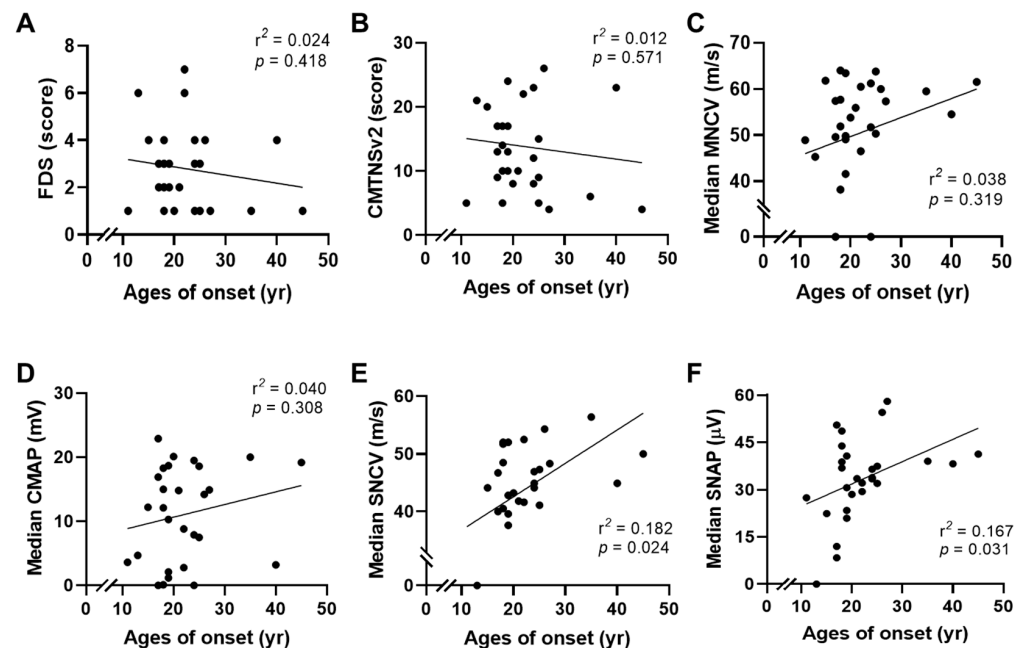 A
FDS (score)
8
6
4
2
0
r² = 0.024
p = 0.418
0 10 20 30 40 50
Ages of onset (yr)
B
CMTNSv2 (score)
30
20
10
0
r² = 0.012
p = 0.571
0 10 20 30 40 50
Ages of onset (yr)
C
Median MNCV (m/s)
70
60
50
40
0
r² = 0.038
p = 0.319
0 10 20 30 40 50
Ages of onset (yr)
D
Median CMAP (mV)
30
20
10
0
r² = 0.040
p = 0.308
0 10 20 30 40 50
Ages of onset (yr)
E
Median SNCV (m/s)
60
50
40
0
r² = 0.182
p = 0.024
0 10 20 30 40 50
Ages of onset (yr)
F
Median SNAP (μV)
60
45
30
15
0
r² = 0.167
p = 0.031
0 10 20 30 40 50
Ages of onset (yr)